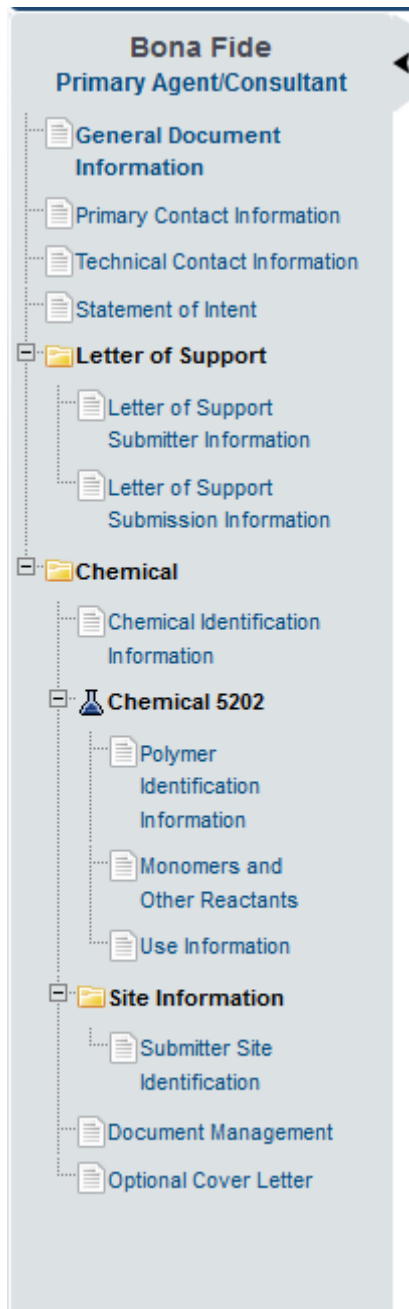 Bona Fide
Primary Agent/Consultant
General Document
Information
Primary Contact Information
Technical Contact Information
Statement of Intent
Letter of Support
Letter of Support
Submitter Information
Letter of Support
Submission Information
Chemical
Chemical Identification
Information
Chemical 5202
Polymer
Identification
Information
Monomers and
Other Reactants
Use Information
Site Information
Submitter Site
Identification
Document Management
Optional Cover Letter